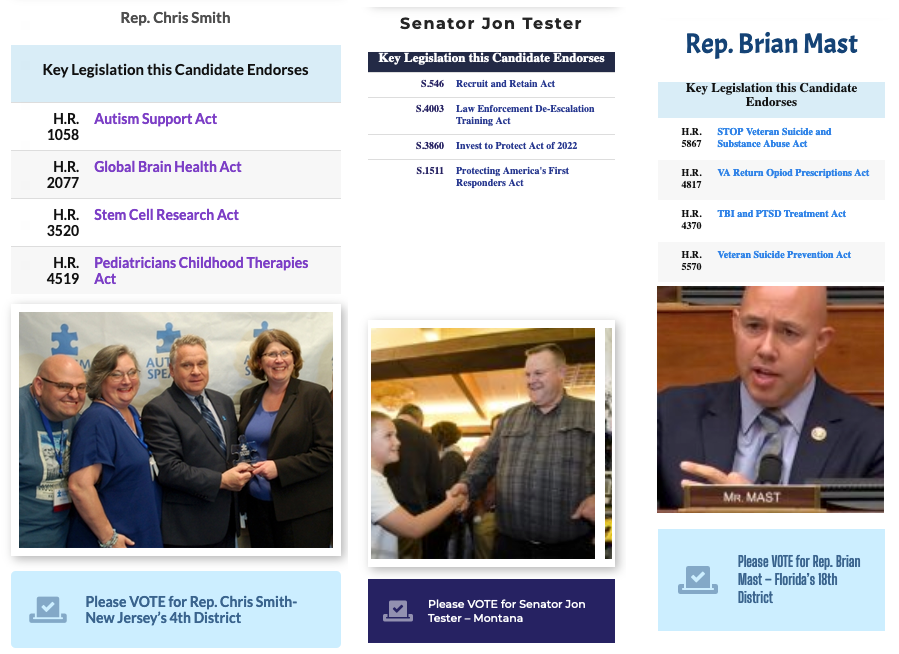 Rep. Chris Smith
Key Legislation this Candidate Endorses
H.R. 1058 Autism Support Act
H.R. 2077 Global Brain Health Act
H.R. 3520 Stem Cell Research Act
H.R. 4519 Pediatricians Childhood Therapies
Act
AUT
SPEA
Please VOTE for Rep. Chris Smith-
New Jersey's 4th District
Senator Jon Tester
Key Legislation this Candidate Endorses
S.546 Recruit and Retain Act
S.4003 Law Enforcement De-Escalation
Training Act
S.3860 Invest to Protect Act of 2022
S.1511 Protecting America's First
Responders Act
Please VOTE for Senator Jon
Tester – Montana
Rep. Brian Mast
Key Legislation this Candidate
Endorses
H.R. 5867 STOP Veteran Suicide and
Substance Abuse Act
H.R. 4817 VA Return Opiod Prescriptions Act
H.R. 4370 TBI and PTSD Treatment Act
H.R. 5570 Veteran Suicide Prevention Act
MR. MAST
Please VOTE for Rep. Brian
Mast – Florida's 18th
District